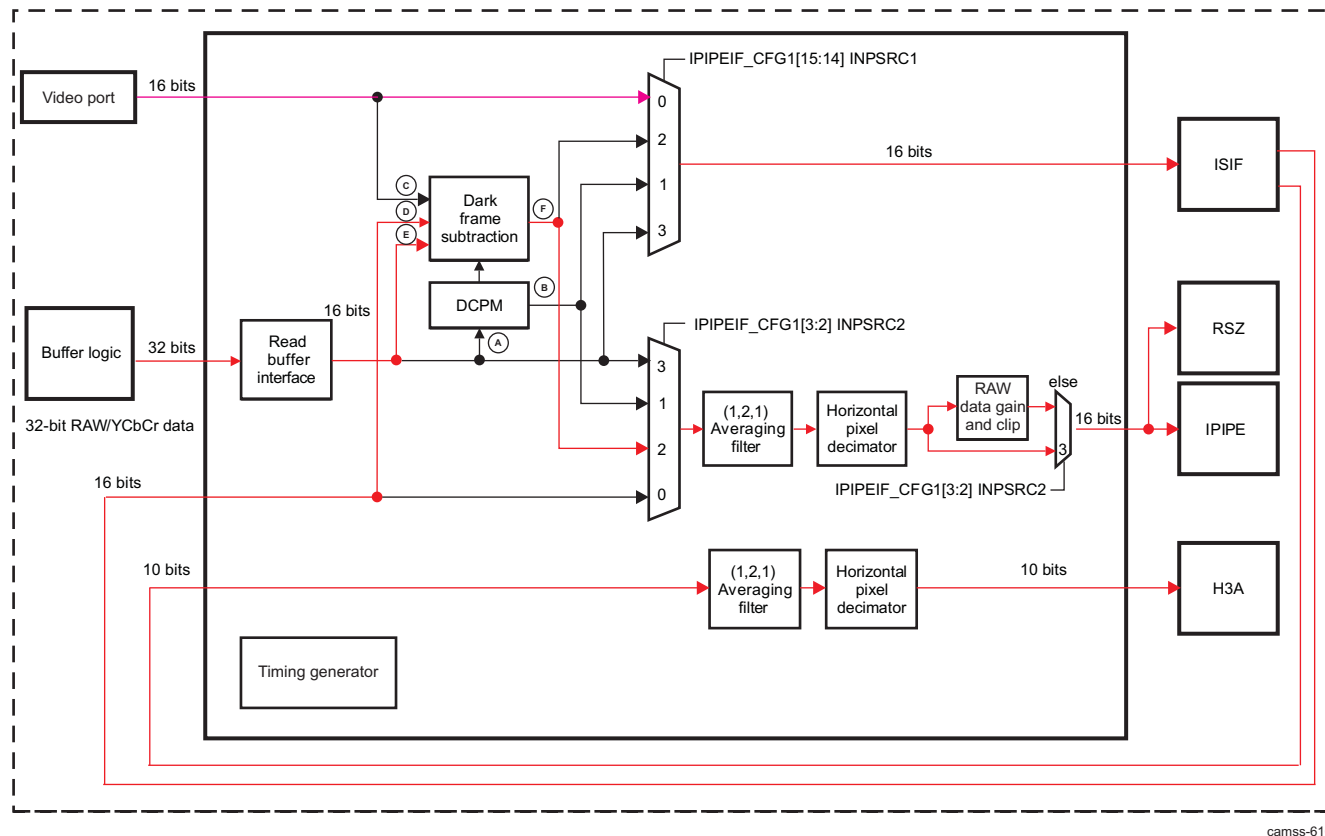 IPIPEIF_CFG1[15:14] INPSRC1
Video port
16 bits
0
2
1
3
16 bits
ISIF
C
D
E
Dark
frame
subtraction
F
DCPM
B
A
Buffer logic
32 bits
32-bit RAW/YCbCr data
Read
buffer
interface
16 bits
IPIPEIF_CFG1[3:2] INPSRC2
3
1
2
0
(1,2,1)
Averaging
filter
Horizontal
pixel
decimator
RAW
data gain
and clip
else
3
16 bits
IPIPEIF_CFG1[3:2] INPSRC2
RSZ
IPIPE
16 bits
10 bits
(1,2,1)
Averaging
filter
Horizontal
pixel
decimator
10 bits
H3A
Timing generator
camss-61